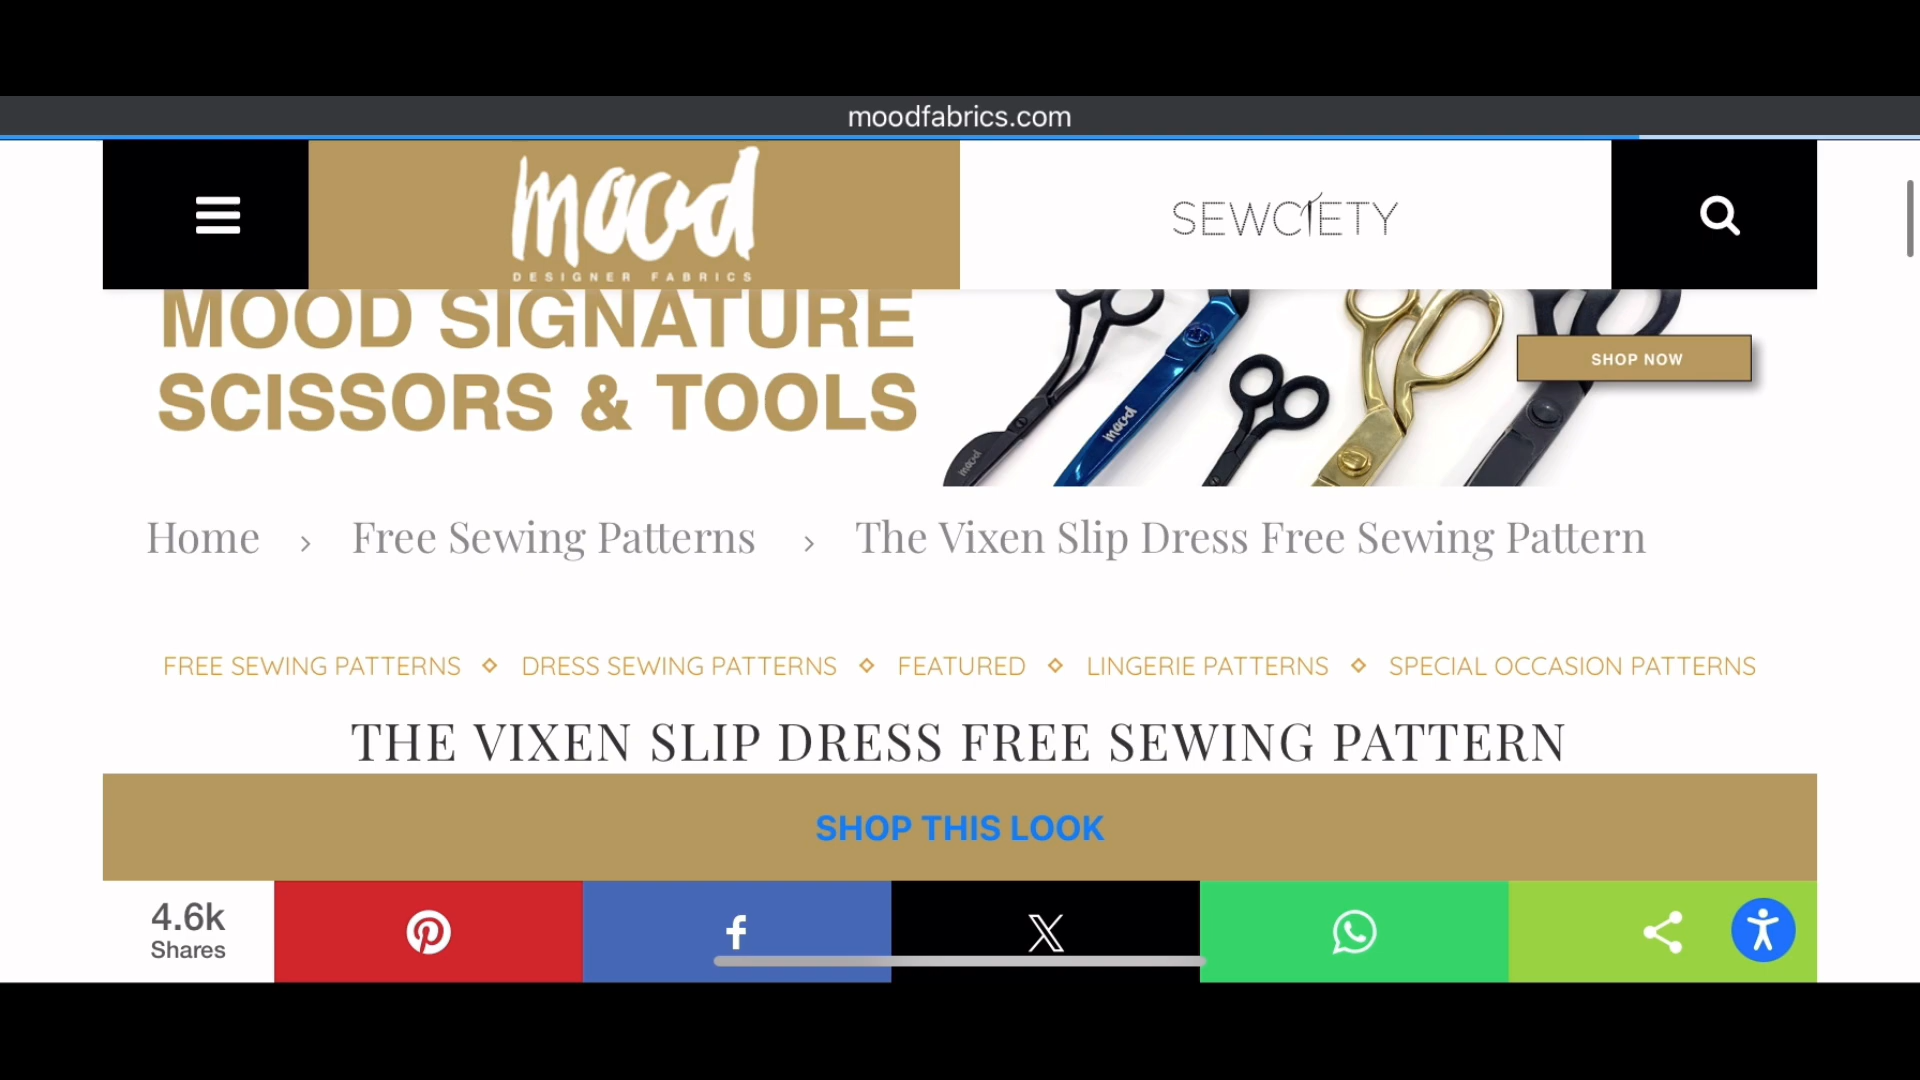 moodfabrics.com
mood
DESIGNER FABRICS
SEWCIETY
MOOD SIGNATURE
SCISSORS & TOOLS
mood
mood
SHOP NOW
Home › Free Sewing Patterns › The Vixen Slip Dress Free Sewing Pattern
FREE SEWING PATTERNS ◇ DRESS SEWING PATTERNS ◇ FEATURED ◇ LINGERIE PATTERNS ◇ SPECIAL OCCASION PATTERNS
THE VIXEN SLIP DRESS FREE SEWING PATTERN
SHOP THIS LOOK
4.6k
Shares